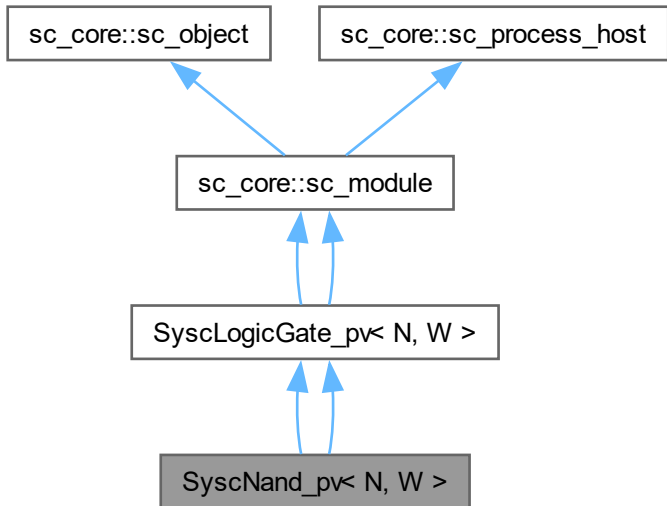 sc_core::sc_object
sc_core::sc_process_host
sc_core::sc_module
SyscLogicGate_pv< N, W >
SyscNand_pv< N, W >